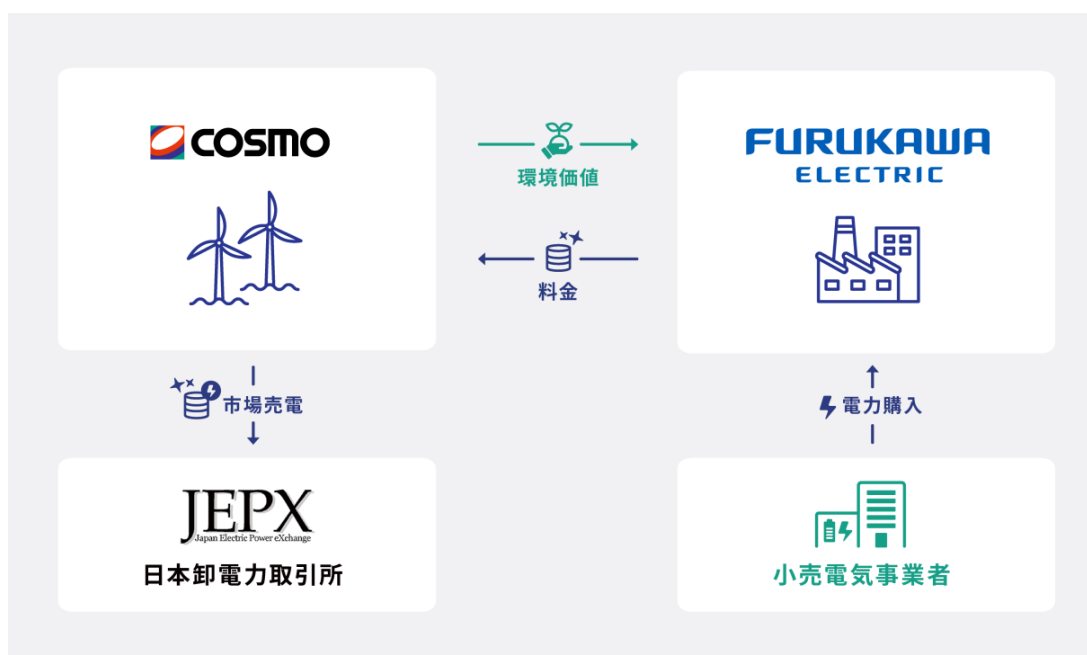 COSMO
環境価値
料金
FURUKAWA
ELECTRIC
市場売電
電力購入
JEPX
Japan Electric Power eXchange
日本卸電力取引所
小売電気事業者